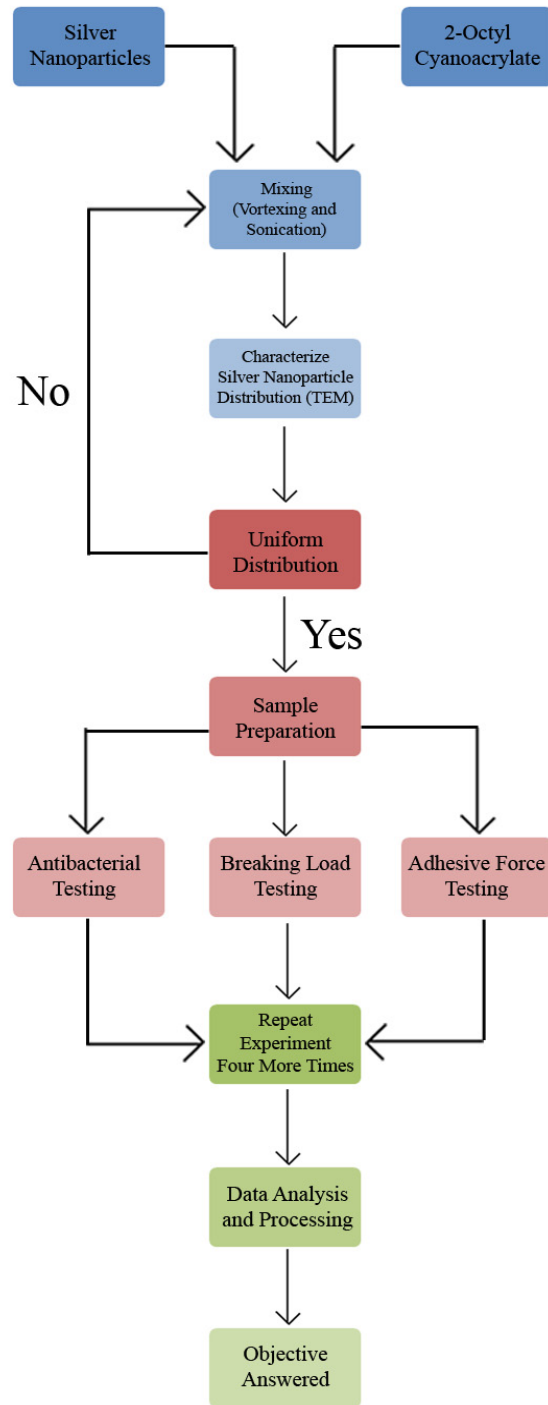 Silver
Nanoparticles
2-Octyl
Cyanoacrylate
Mixing
(Vortexing and
Sonication)
Characterize
Silver Nanoparticle
Distribution (TEM)
No
Uniform
Distribution
Yes
Sample
Preparation
Antibacterial
Testing
Breaking Load
Testing
Adhesive Force
Testing
Repeat
Experiment
Four More Times
Data Analysis
and Processing
Objective
Answered